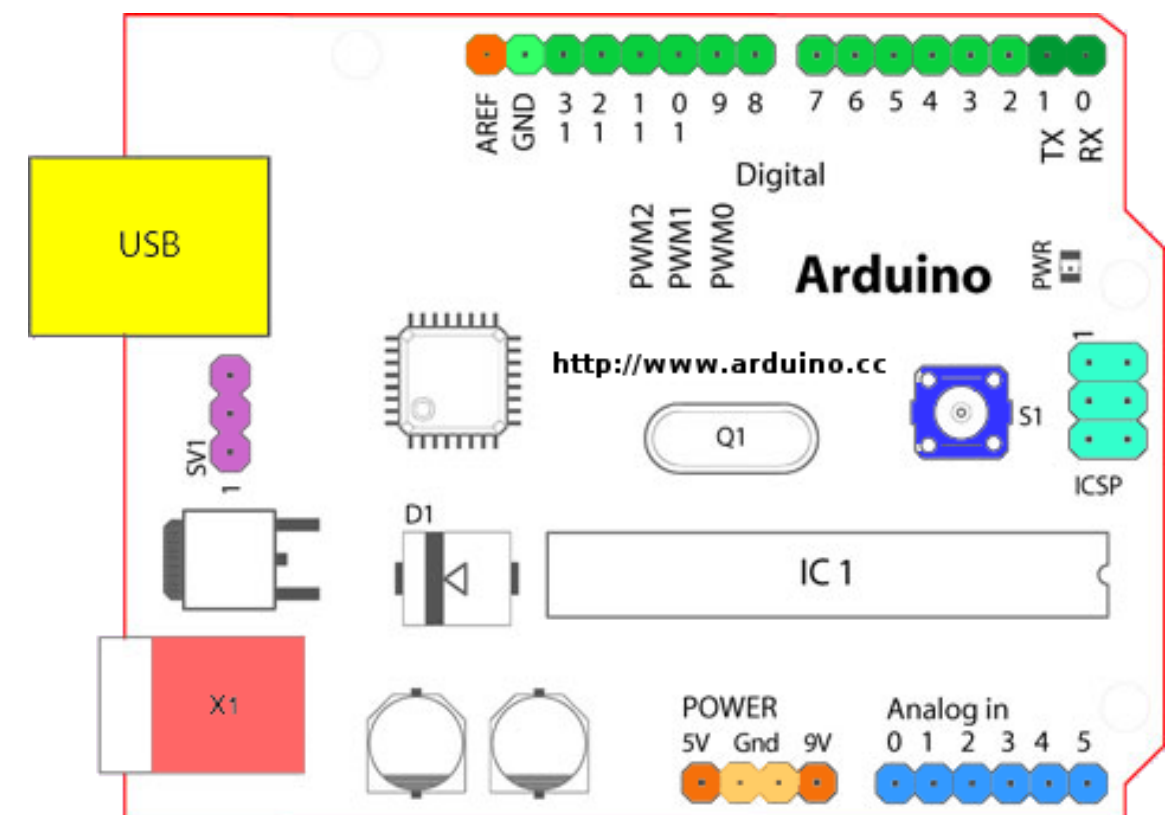 AREF GND 13 12 11 10 9 8 7 6 5 4 3 2 1 0
TX RX
Digital
PWM2 PWM1 PWM0
USB
Arduino
PWR
http://www.arduino.cc
1
SV1
1
Q1
S1
ICSP
D1
IC 1
X1
POWER
5V Gnd 9V
Analog in
0 1 2 3 4 5